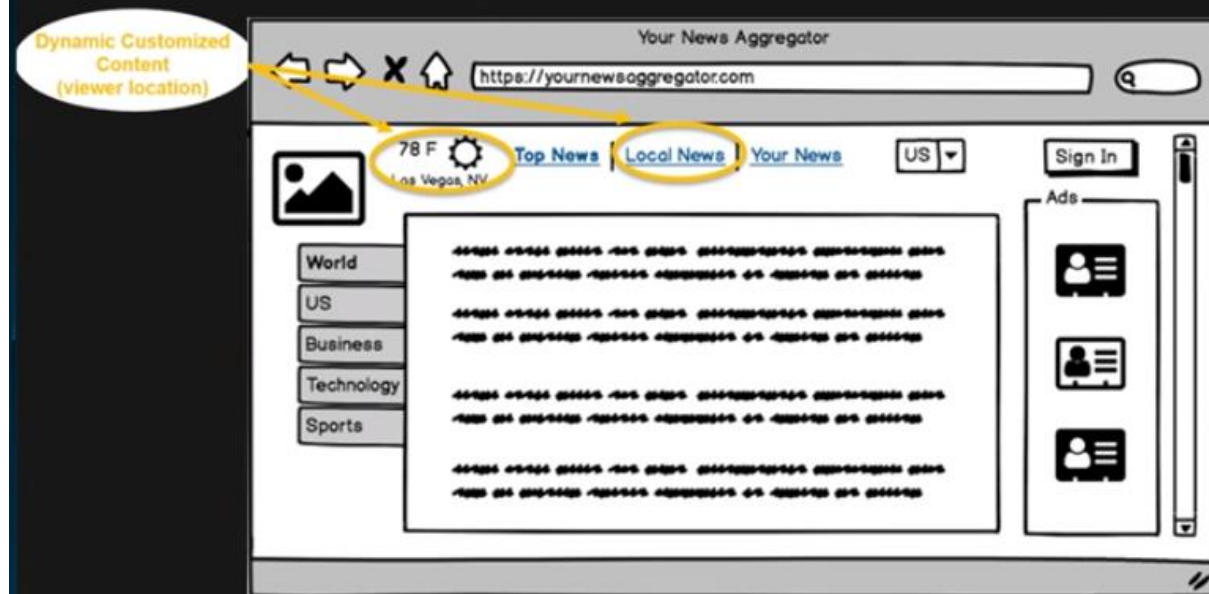 Dynamic Customized
Content
(viewer location)
Your News Aggregator
https://yournewsaggregator.com
78 F
Las Vegas, NV
Top News | Local News | Your News
US
Sign In
Ads
World
US
Business
Technology
Sports